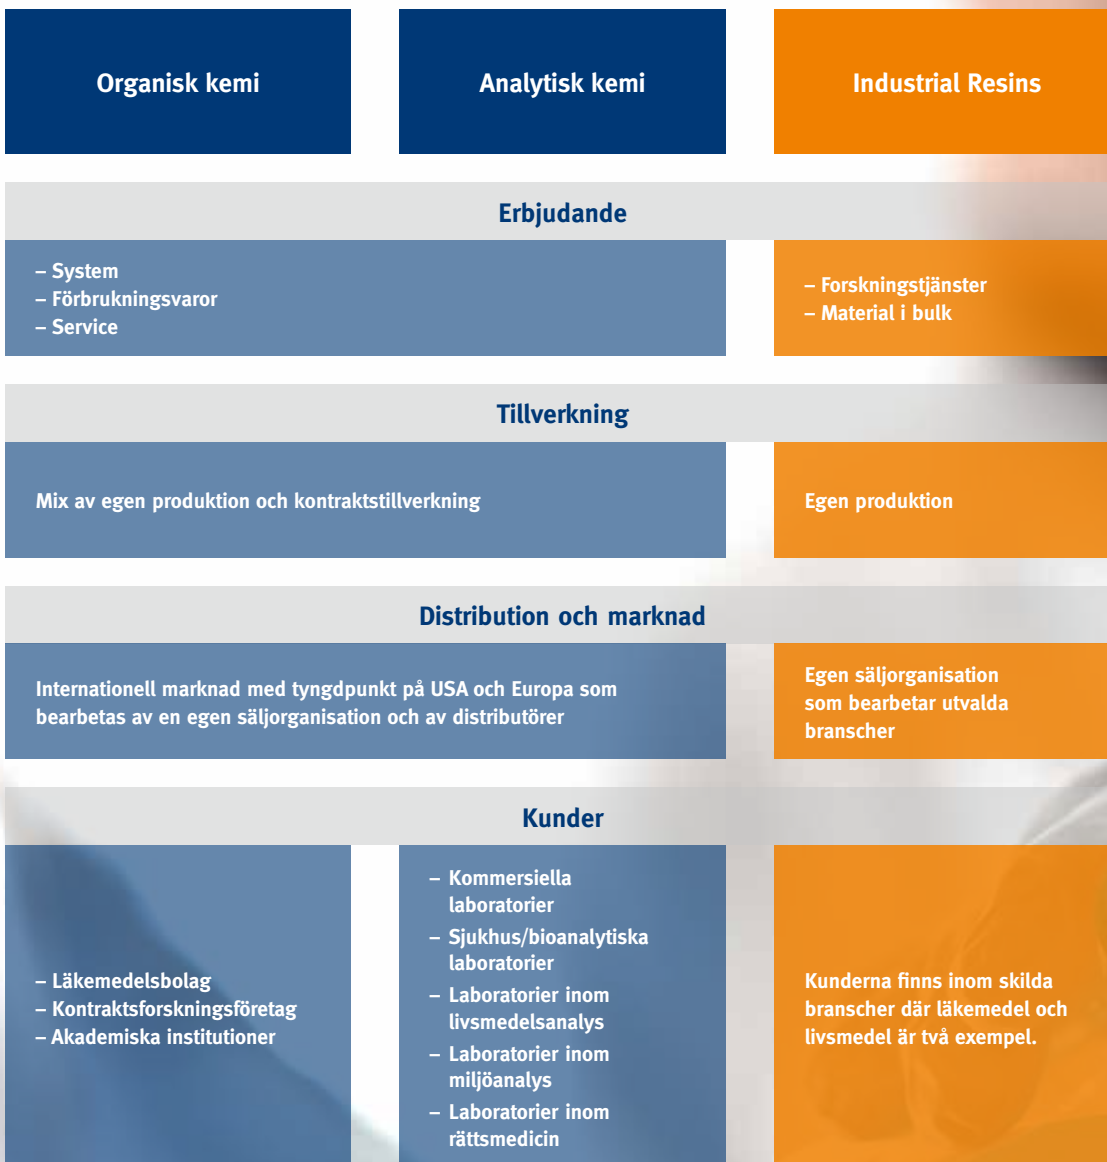 Organisk kemi
Analytisk kemi
Industrial Resins
Erbjudande
– System
– Förbrukningsvaror
– Service
– Forskningstjänster
– Material i bulk
Tillverkning
Mix av egen produktion och kontraktstillverkning
Egen produktion
Distribution och marknad
Internationell marknad med tyngdpunkt på USA och Europa som
bearbetas av en egen säljorganisation och av distributörer
Egen säljorganisation
som bearbetar utvalda
branscher
Kunder
– Läkemedelsbolag
– Kontraktsforskningsföretag
– Akademiska institutioner
– Kommersiella
laboratorier
– Sjukhus/bioanalytiska
laboratorier
– Laboratorier inom
livsmedelsanalys
– Laboratorier inom
miljöanalys
– Laboratorier inom
rättsmedicin
Kunderna finns inom skilda
branscher där läkemedel och
livsmedel är två exempel.